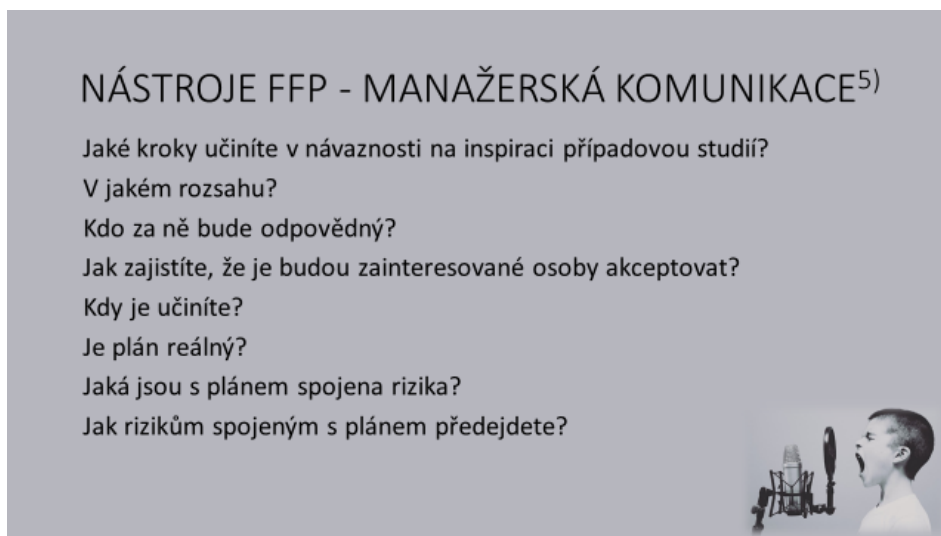 NÁSTROJE FFP - MANAŽERSKÁ KOMUNIKACE5)
Jaké kroky učiníte v návaznosti na inspiraci případovou studií?
V jakém rozsahu?
Kdo za ně bude odpovědný?
Jak zajistíte, že je budou zainteresované osoby akceptovat?
Kdy je učiníte?
Je plán reálný?
Jaká jsou s plánem spojena rizika?
Jak rizikům spojeným s plánem předejdete?